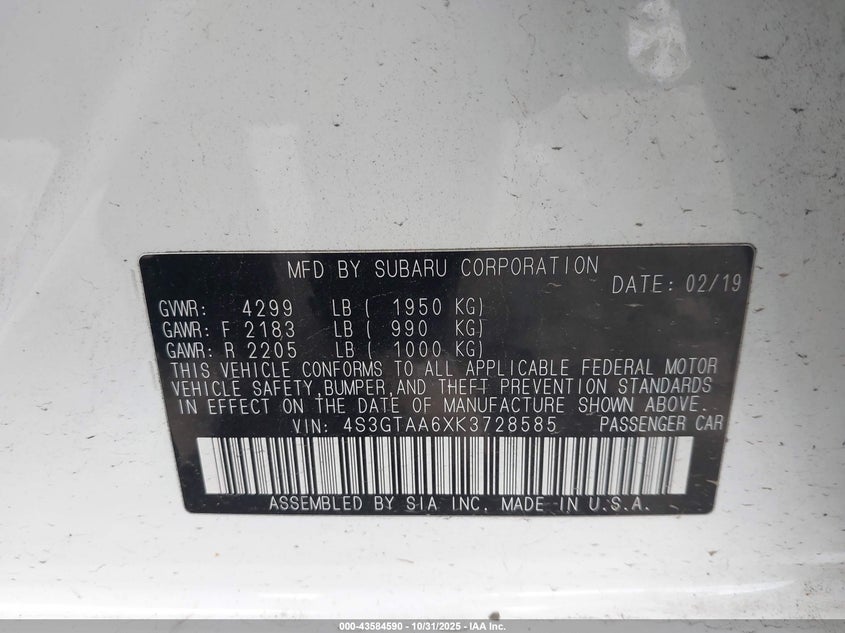 MFD BY SUBARU CORPORATION
DATE: 02/19
GVWR: 4299 LB ( 1950 KG)
GAWR: F 2183 LB ( 990 KG)
GAWR: R 2205 LB ( 1000 KG)
THIS VEHICLE CONFORMS TO ALL APPLICABLE FEDERAL MOTOR
VEHICLE SAFETY,BUMPER,AND THEFT PREVENTION STANDARDS
IN EFFECT ON THE DATE OF MANUFACTURE SHOWN ABOVE.
VIN: 4S3GTAA6XK3728585 PASSENGER CAR
ASSEMBLED BY SIA INC. MADE IN U.S.A.
000-43584590 - 10/31/2025 - IAA Inc.